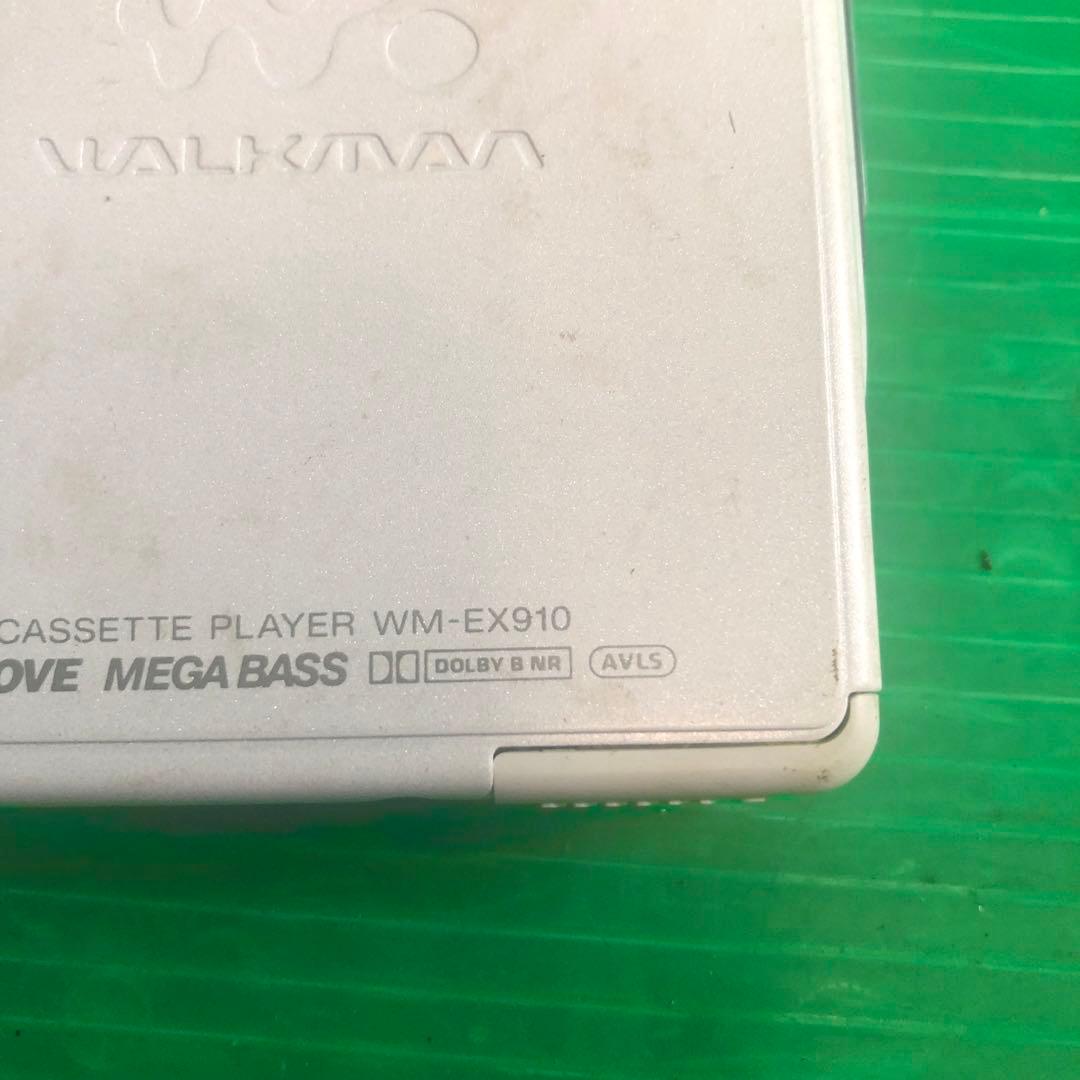 WALKMAN
CASSETTE PLAYER WM-EX910
OVE MEGA BASS DOLBY B NR AVLS